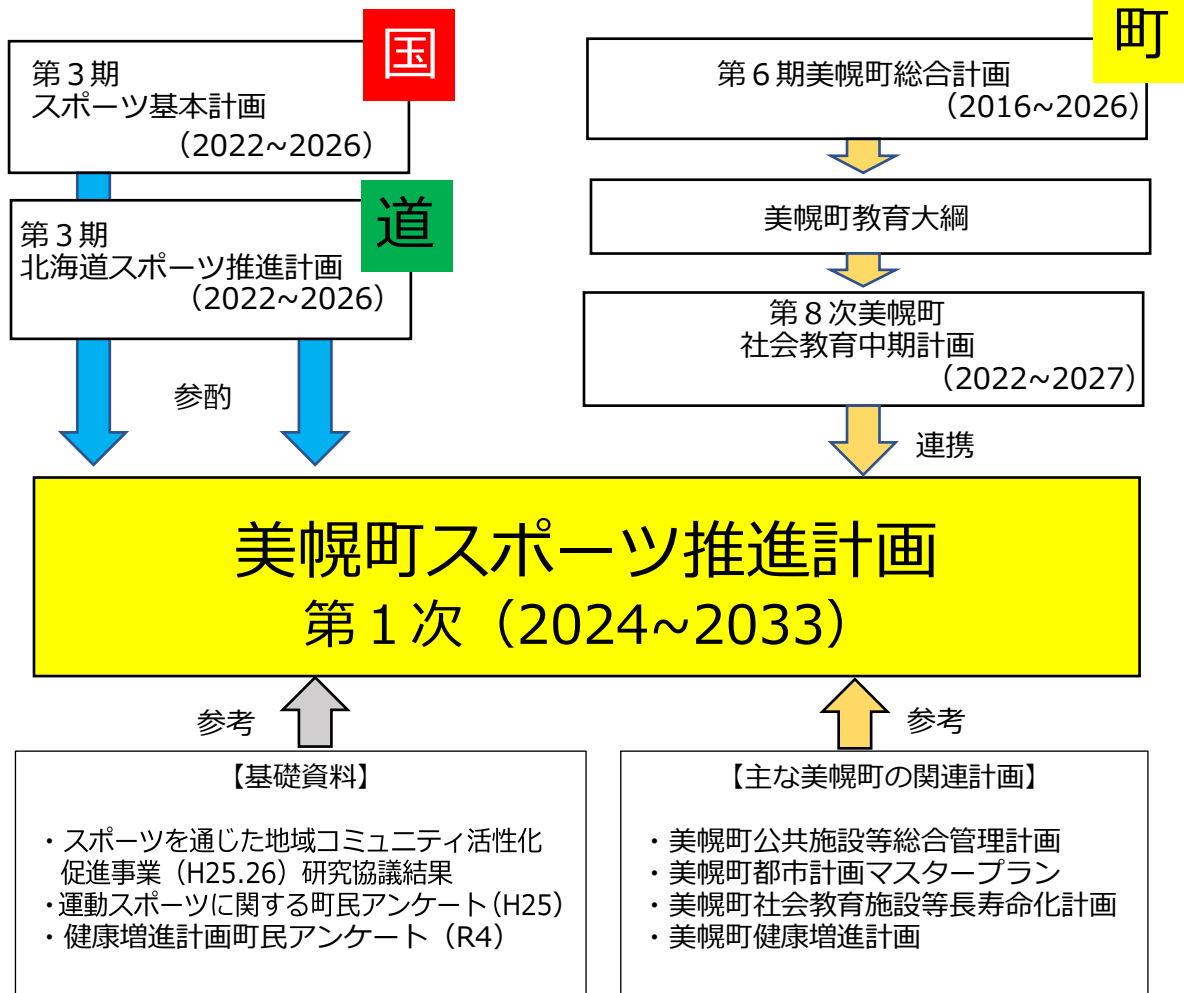 国
第３期
スポーツ基本計画
（2022~2026）
道
第３期
北海道スポーツ推進計画
（2022~2026）
参酌
町
第６期美幌町総合計画
（2016~2026）
美幌町教育大綱
第８次美幌町
社会教育中期計画
（2022~2027）
連携
美幌町スポーツ推進計画
第１次（2024~2033）
参考
【基礎資料】
・スポーツを通じた地域コミュニティ活性化
促進事業（H25.26）研究協議結果
・運動スポーツに関する町民アンケート（H25）
・健康増進計画町民アンケート（R4）
参考
【主な美幌町の関連計画】
・美幌町公共施設等総合管理計画
・美幌町都市計画マスタープラン
・美幌町社会教育施設等長寿命化計画
・美幌町健康増進計画